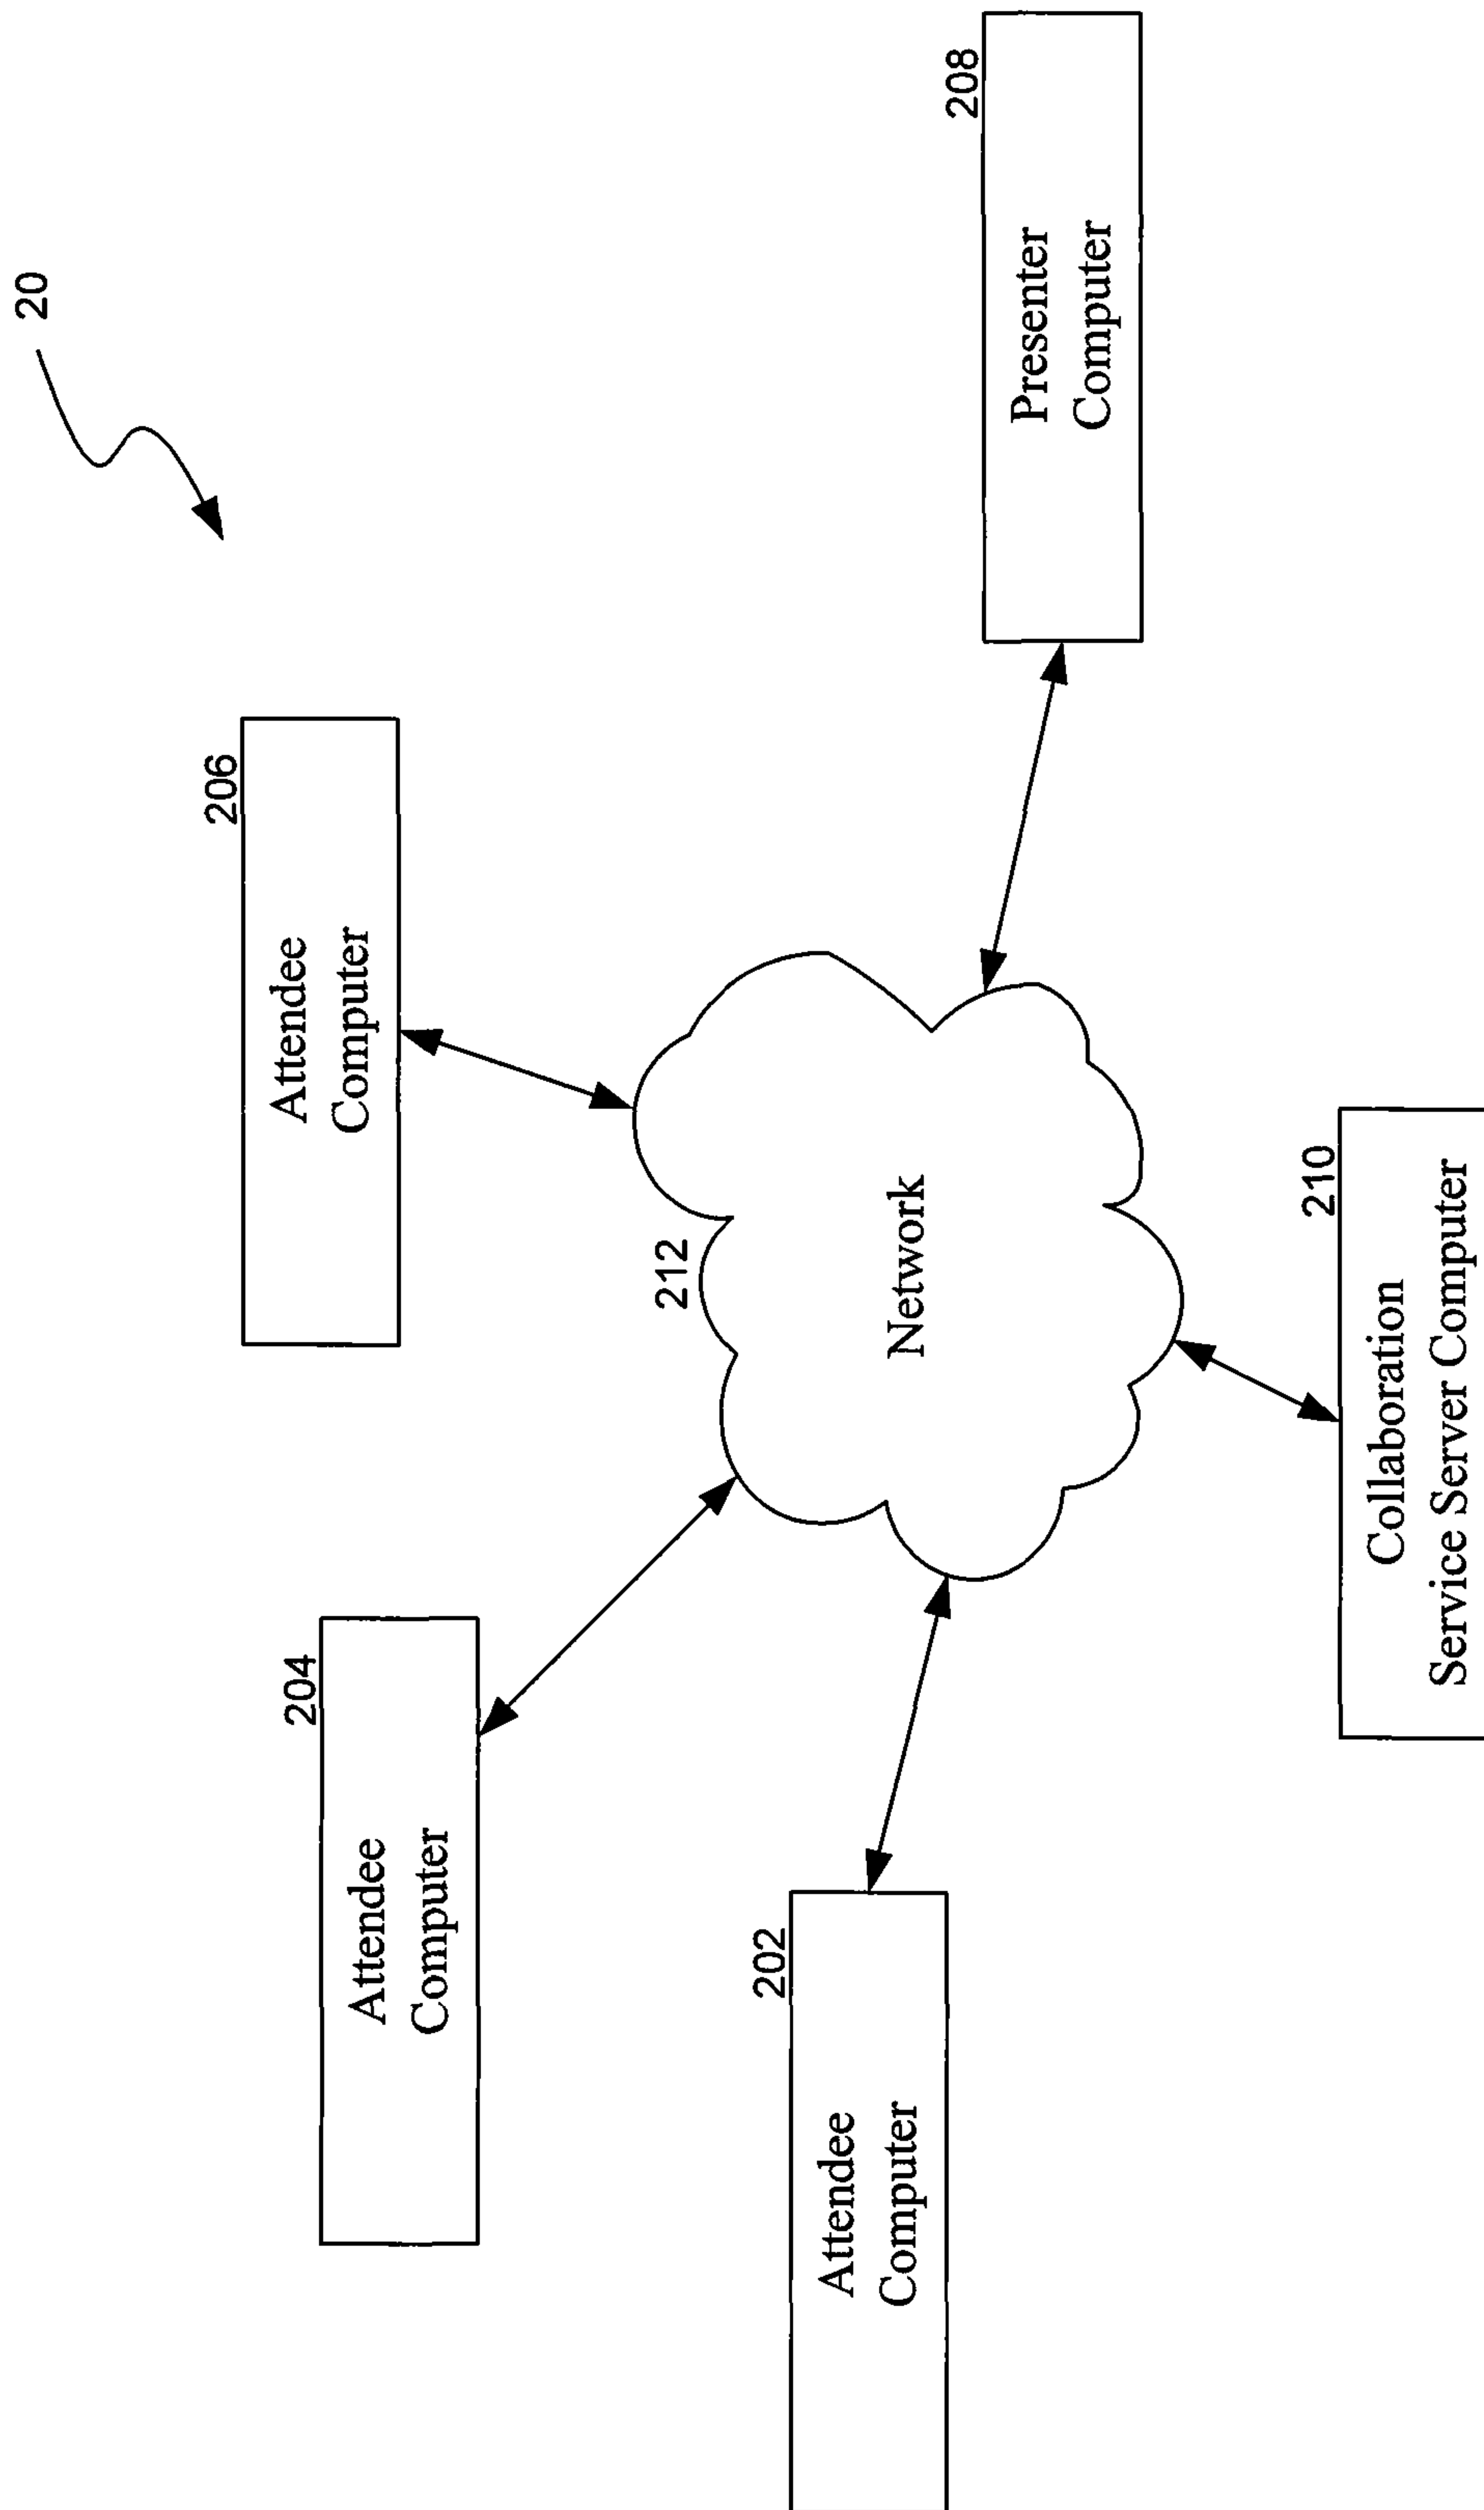 20
206
Attendee
Computer
204
Attendee
Computer
212
Network
208
Presenter
Computer
202
Attendee
Computer
210
Collaboration
Service Server Computer